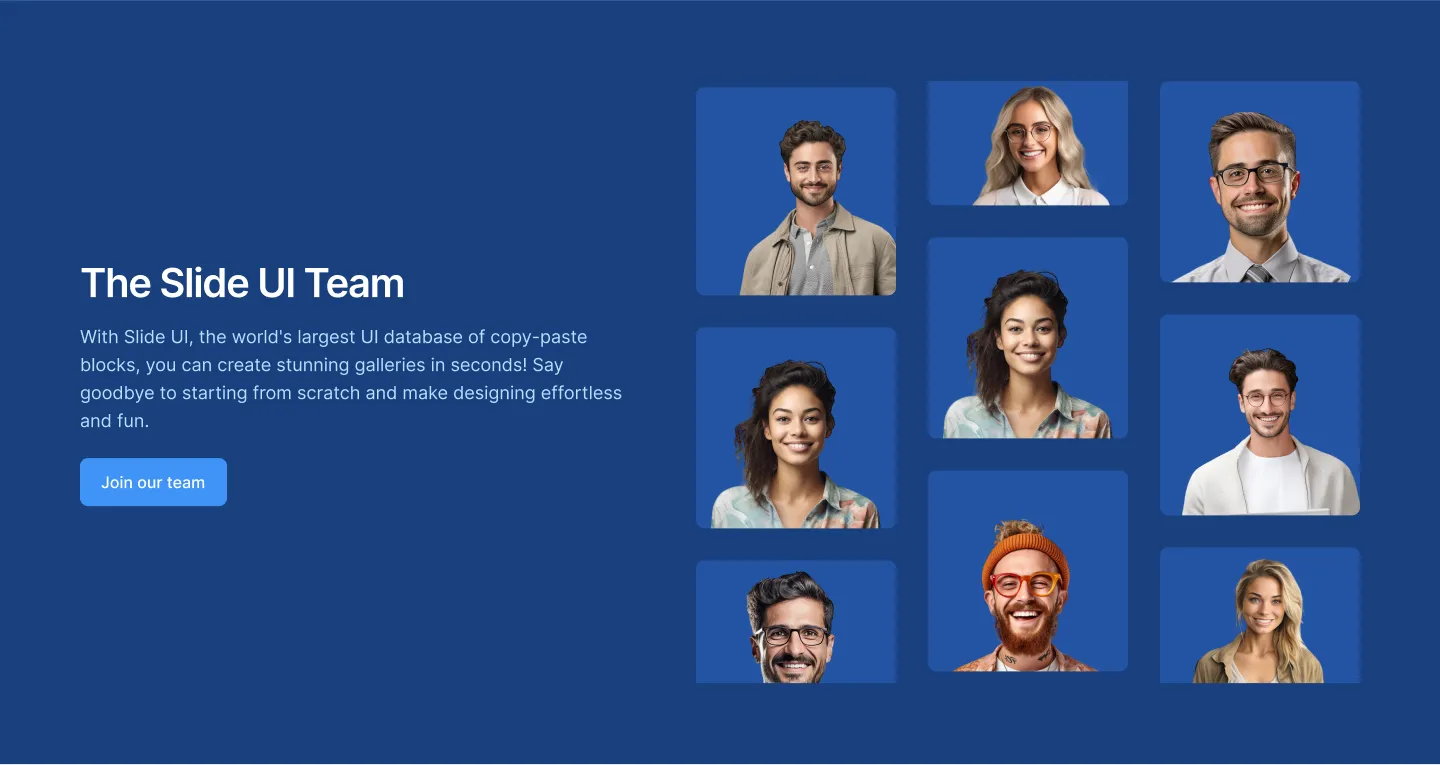 The Slide UI Team
With Slide UI, the world's largest UI database of copy-paste
blocks, you can create stunning galleries in seconds! Say
goodbye to starting from scratch and make designing effortless
and fun.
Join our team